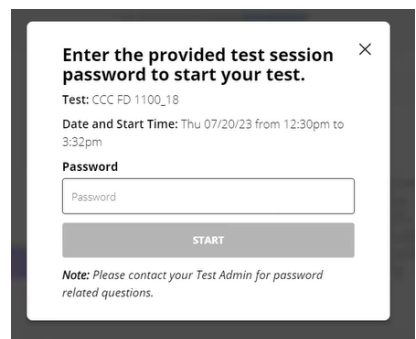 Enter the provided test session
password to start your test.
Test: CCC FD 1100_18
Date and Start Time: Thu 07/20/23 from 12:30pm to
3:32pm
Password
Password
START
Note: Please contact your Test Admin for password
related questions.